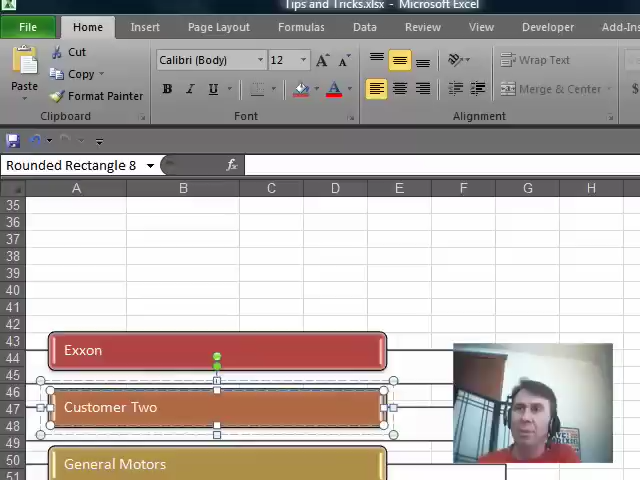 Tips and Tricks.xlsx - Microsoft Excel
File Home Insert Page Layout Formulas Data Review View Developer Add-Ins
Paste
Cut
Copy
Format Painter
Clipboard
Calibri (Body) 12 A A
B I U A
Font
Wrap Text
Merge & Center
Alignment
$
Rounded Rectangle 8 fx
A B C D E F G H
35
36
37
38
39
40
41
42
43
Exxon
44
45
46
Customer Two
47
48
49
General Motors
50
51